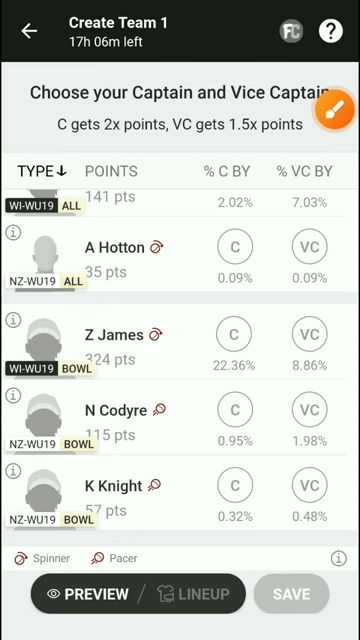 Create Team 1
17h 06m left
FC
?
Choose your Captain and Vice Captain
C gets 2x points, VC gets 1.5x points
TYPE↓ POINTS % C BY % VC BY
141 pts
WI-WU19 ALL 2.02% 7.03%
A Hotton C VC
35 pts
NZ-WU19 ALL 0.09% 0.09%
Z James C VC
324 pts
WI-WU19 BOWL 22.36% 8.86%
N Codyre C VC
115 pts
NZ-WU19 BOWL 0.95% 1.98%
K Knight C VC
57 pts
NZ-WU19 BOWL 0.32% 0.48%
Spinner Pacer
PREVIEW / LINEUP SAVE